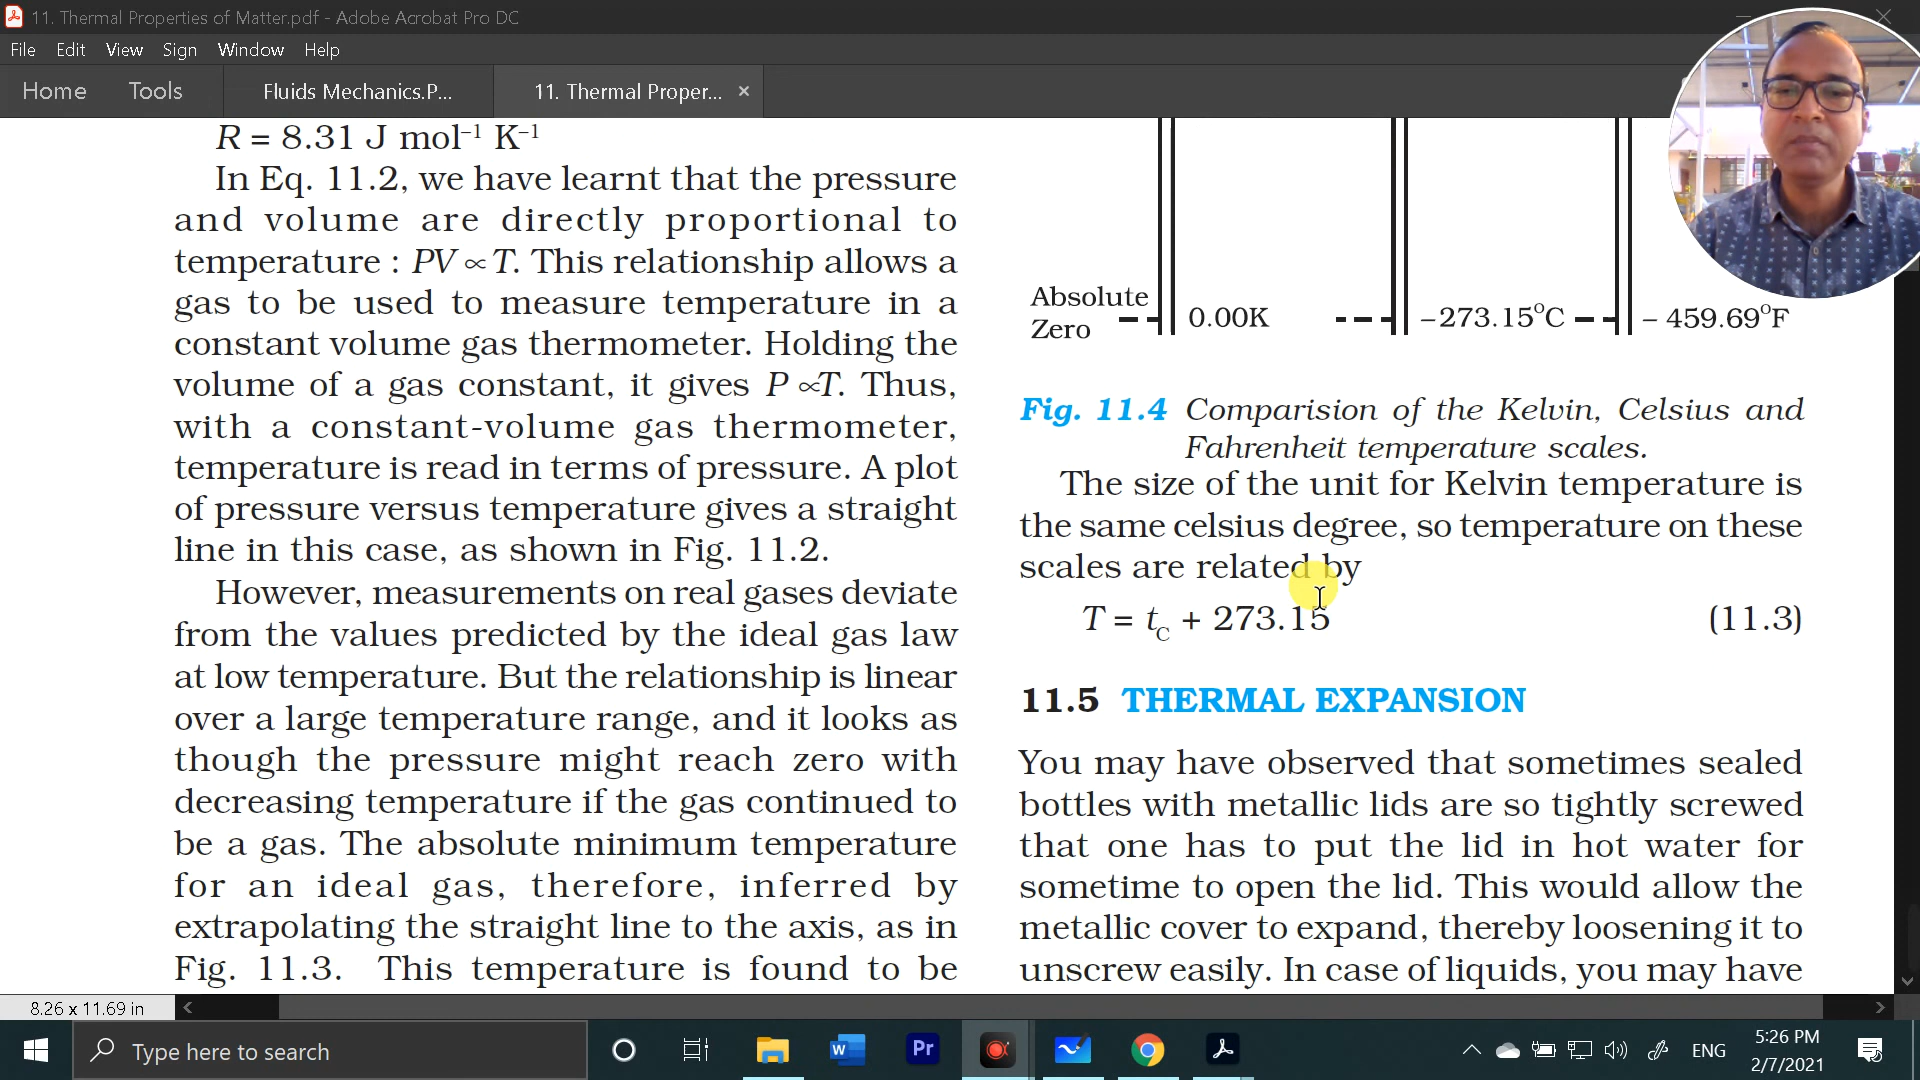 11. Thermal Properties of Matter.pdf - Adobe Acrobat Pro DC
File Edit View Sign Window Help
Home Tools Fluids Mechanics.P... 11. Thermal Proper... ×
R = 8.31 J mol⁻¹ K⁻¹
In Eq. 11.2, we have learnt that the pressure
and volume are directly proportional to
temperature : PV ∝ T. This relationship allows a
gas to be used to measure temperature in a
constant volume gas thermometer. Holding the
volume of a gas constant, it gives P ∝T. Thus,
with a constant-volume gas thermometer,
temperature is read in terms of pressure. A plot
of pressure versus temperature gives a straight
line in this case, as shown in Fig. 11.2.
However, measurements on real gases deviate
from the values predicted by the ideal gas law
at low temperature. But the relationship is linear
over a large temperature range, and it looks as
though the pressure might reach zero with
decreasing temperature if the gas continued to
be a gas. The absolute minimum temperature
for an ideal gas, therefore, inferred by
extrapolating the straight line to the axis, as in
Fig. 11.3. This temperature is found to be
Absolute
Zero 0.00K –273.15°C – 459.69°F
Fig. 11.4 Comparision of the Kelvin, Celsius and
Fahrenheit temperature scales.
The size of the unit for Kelvin temperature is
the same celsius degree, so temperature on these
scales are related by
T = t_C + 273.15 (11.3)
11.5 THERMAL EXPANSION
You may have observed that sometimes sealed
bottles with metallic lids are so tightly screwed
that one has to put the lid in hot water for
sometime to open the lid. This would allow the
metallic cover to expand, thereby loosening it to
unscrew easily. In case of liquids, you may have
8.26 x 11.69 in
Type here to search
W
Pr
ENG
5:26 PM
2/7/2021